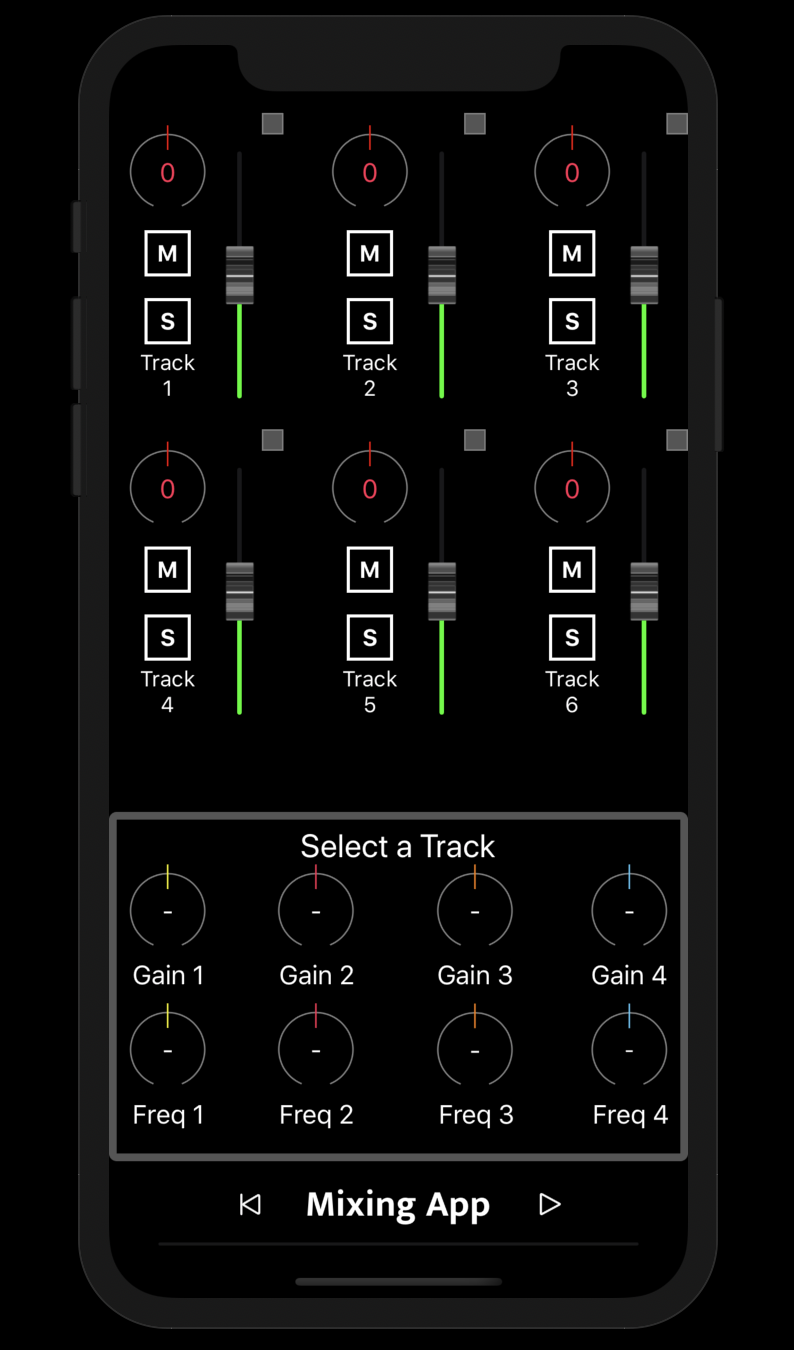 0 0 0
M M M
S S S
Track Track Track
1 2 3
0 0 0
M M M
S S S
Track Track Track
4 5 6
Select a Track
- - - -
Gain 1 Gain 2 Gain 3 Gain 4
- - - -
Freq 1 Freq 2 Freq 3 Freq 4
Mixing App